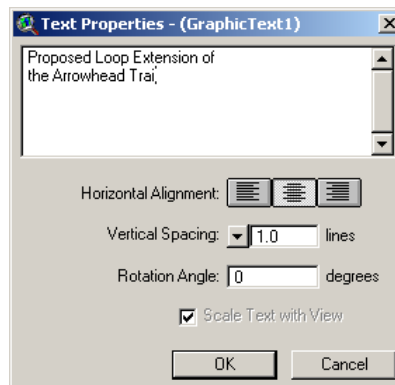 Text Properties - (GraphicText1)
Proposed Loop Extension of
the Arrowhead Trai
Horizontal Alignment:
Vertical Spacing: 1.0 lines
Rotation Angle: 0 degrees
Scale Text with View
OK Cancel